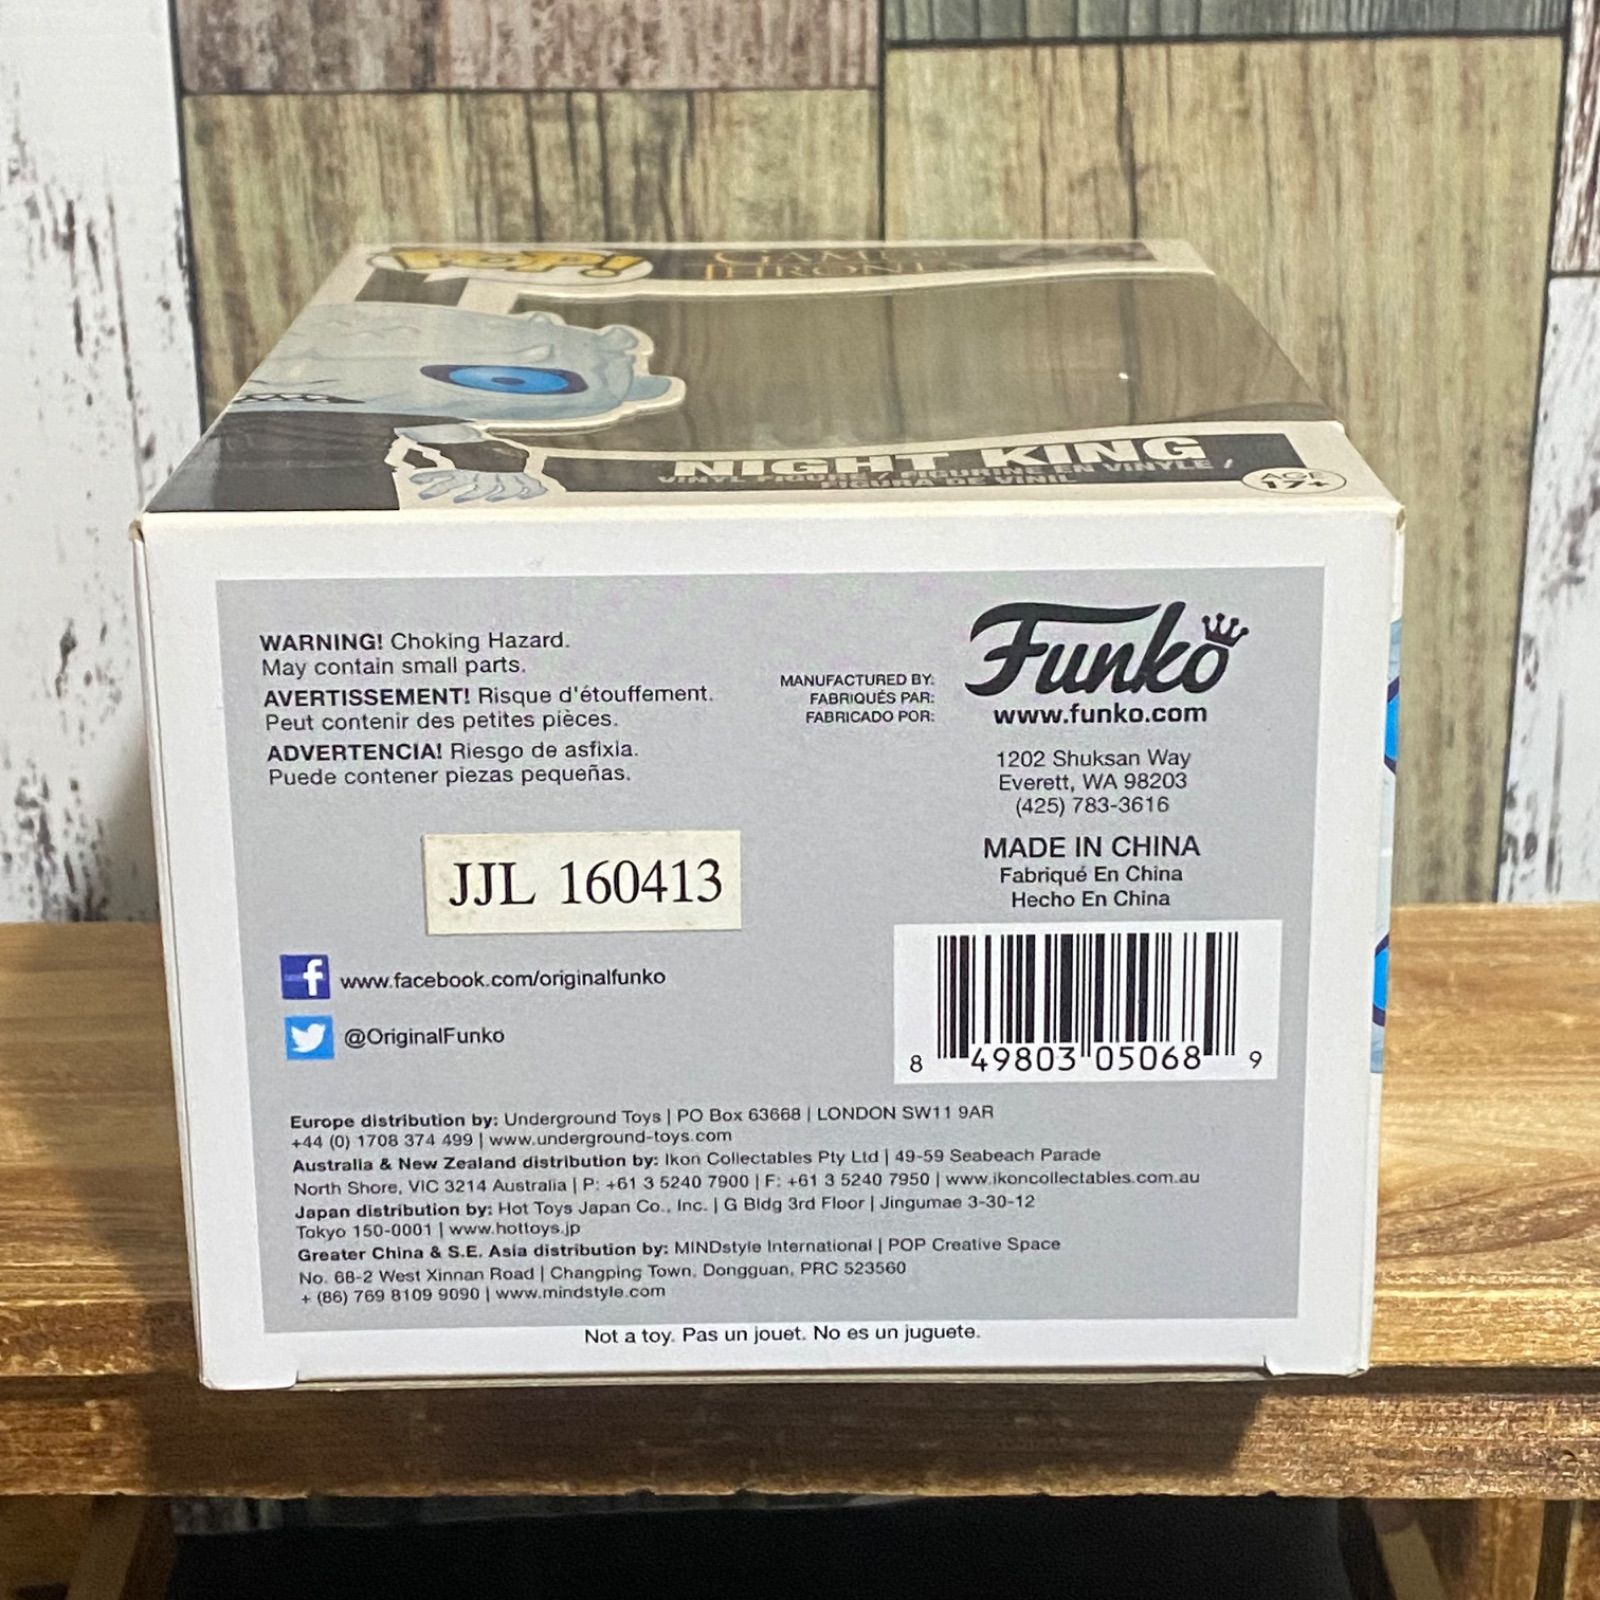 POP!
GAME OF
THRONES
NIGHT KING
VINYL FIGURE / FIGURINE EN VINYLE /
FIGURA DE VINIL
AGE
17+
WARNING! Choking Hazard.
May contain small parts.
AVERTISSEMENT! Risque d'étouffement.
Peut contenir des petites pièces.
ADVERTENCIA! Riesgo de asfixia.
Puede contener piezas pequeñas.
MANUFACTURED BY:
FABRIQUÉS PAR:
FABRICADO POR:
Funko
www.funko.com
1202 Shuksan Way
Everett, WA 98203
(425) 783-3616
MADE IN CHINA
Fabriqué En China
Hecho En China
JJL 160413
f www.facebook.com/originalfunko
@OriginalFunko
8 49803 05068 9
Europe distribution by: Underground Toys | PO Box 63668 | LONDON SW11 9AR
+44 (0) 1708 374 499 | www.underground-toys.com
Australia & New Zealand distribution by: Ikon Collectables Pty Ltd | 49-59 Seabeach Parade
North Shore, VIC 3214 Australia | P: +61 3 5240 7900 | F: +61 3 5240 7950 | www.ikoncollectables.com.au
Japan distribution by: Hot Toys Japan Co., Inc. | G Bldg 3rd Floor | Jingumae 3-30-12
Tokyo 150-0001 | www.hottoys.jp
Greater China & S.E. Asia distribution by: MINDstyle International | POP Creative Space
No. 68-2 West Xinnan Road | Changping Town, Dongguan, PRC 523560
+ (86) 769 8109 9090 | www.mindstyle.com
Not a toy. Pas un jouet. No es un juguete.